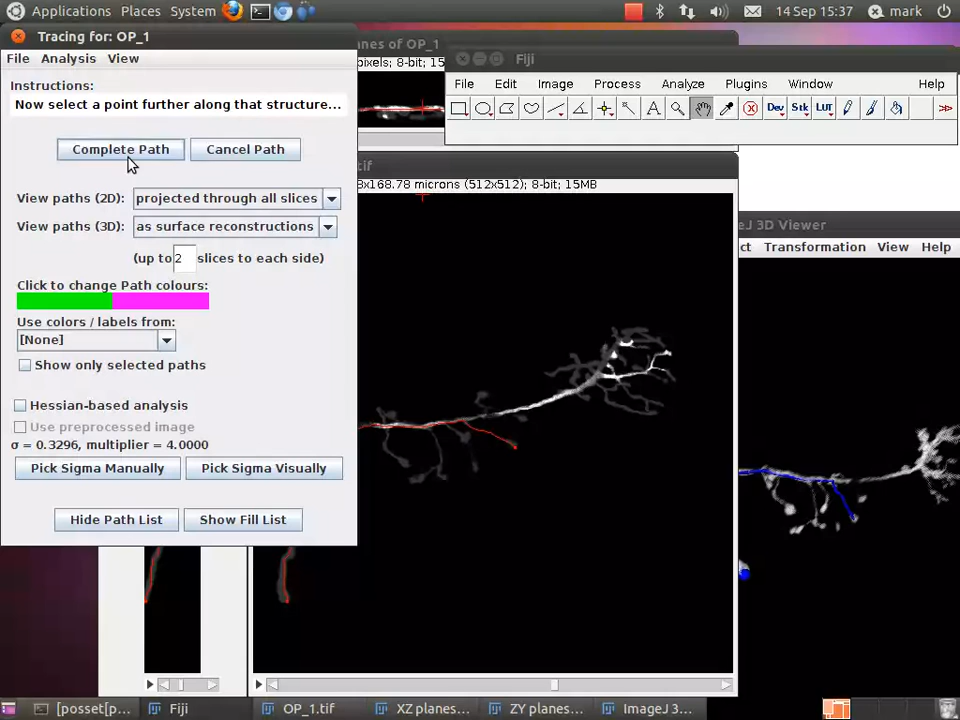 Applications Places System 14 Sep 15:37 mark
Tracing for: OP_1
File Analysis View
Instructions:
Now select a point further along that structure...
Complete Path Cancel Path
View paths (2D): projected through all slices
View paths (3D): as surface reconstructions
(up to 2 slices to each side)
Click to change Path colours:
Use colors / labels from:
[None]
Show only selected paths
Hessian-based analysis
Use preprocessed image
σ = 0.3296, multiplier = 4.0000
Pick Sigma Manually Pick Sigma Visually
Hide Path List Show Fill List
nes of OP_1
pixels; 8-bit; 15
Fiji
File Edit Image Process Analyze Plugins Window Help
A Dev Stk LUT >>
tif
x168.78 microns (512x512); 8-bit; 15MB
eJ 3D Viewer
ct Transformation View Help
[posset[p... Fiji OP_1.tif XZ planes... ZY planes... ImageJ 3...